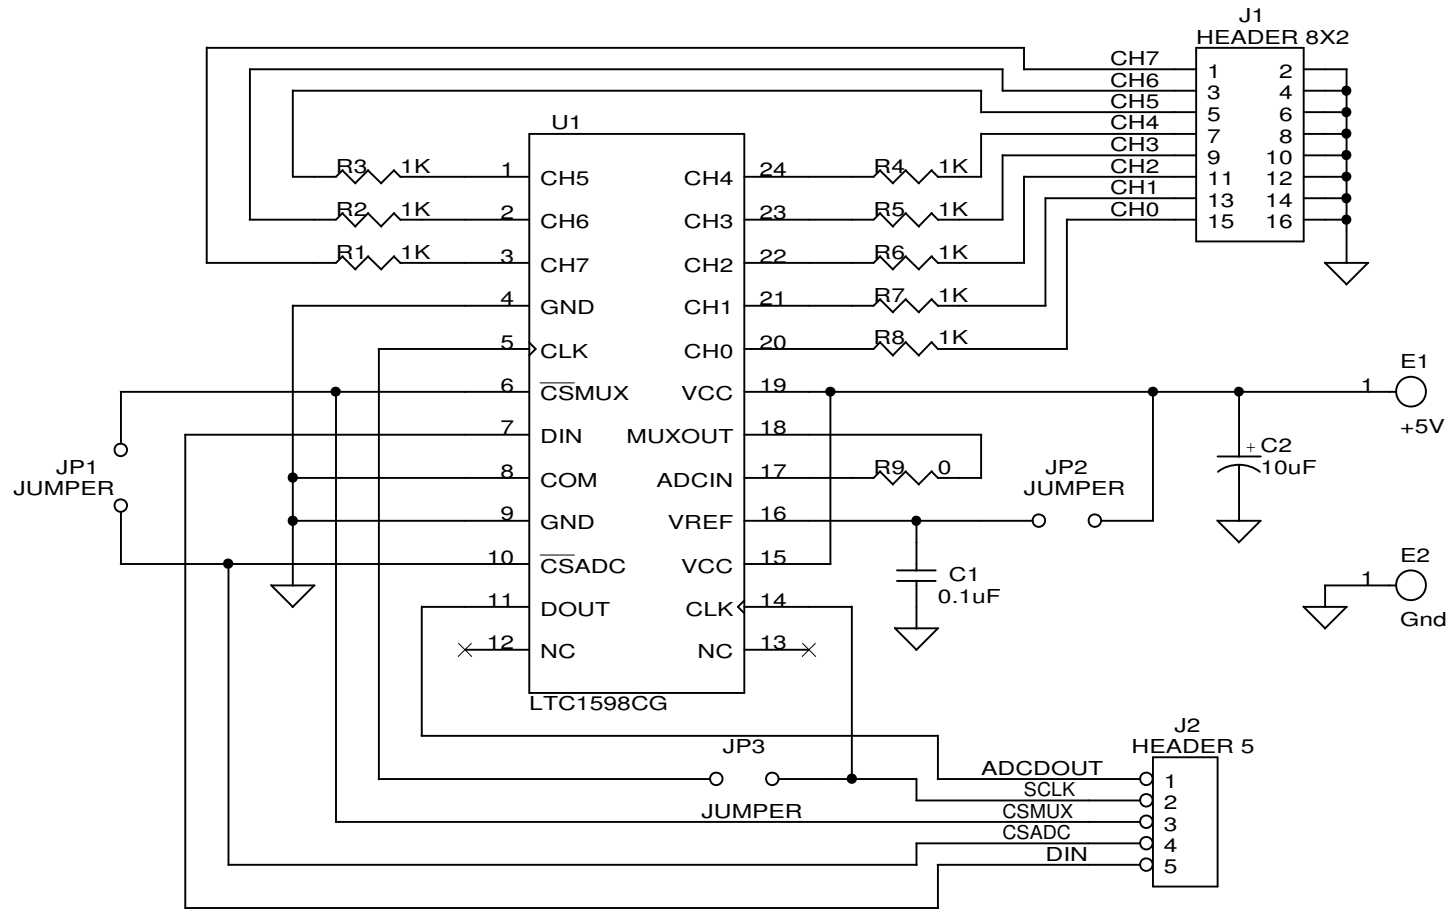 J1
HEADER 8X2
CH7
CH6
CH5
CH4
CH3
CH2
CH1
CH0
1 2
3 4
5 6
7 8
9 10
11 12
13 14
15 16
U1
R3 1K 1 CH5 CH4 24 R4 1K
R2 1K 2 CH6 CH3 23 R5 1K
R1 1K 3 CH7 CH2 22 R6 1K
4 GND CH1 21 R7 1K
5 CLK CH0 20 R8 1K
6 CSMUX VCC 19
7 DIN MUXOUT 18
8 COM ADCIN 17 R9 0
9 GND VREF 16
10 CSADC VCC 15
11 DOUT CLK 14
12 NC NC 13
LTC1598CG
JP1
JUMPER
JP2
JUMPER
C1
0.1uF
+ C2
10uF
E1
1
+5V
E2
1
Gnd
JP3
JUMPER
J2
HEADER 5
ADCDOUT 1
SCLK 2
CSMUX 3
CSADC 4
DIN 5